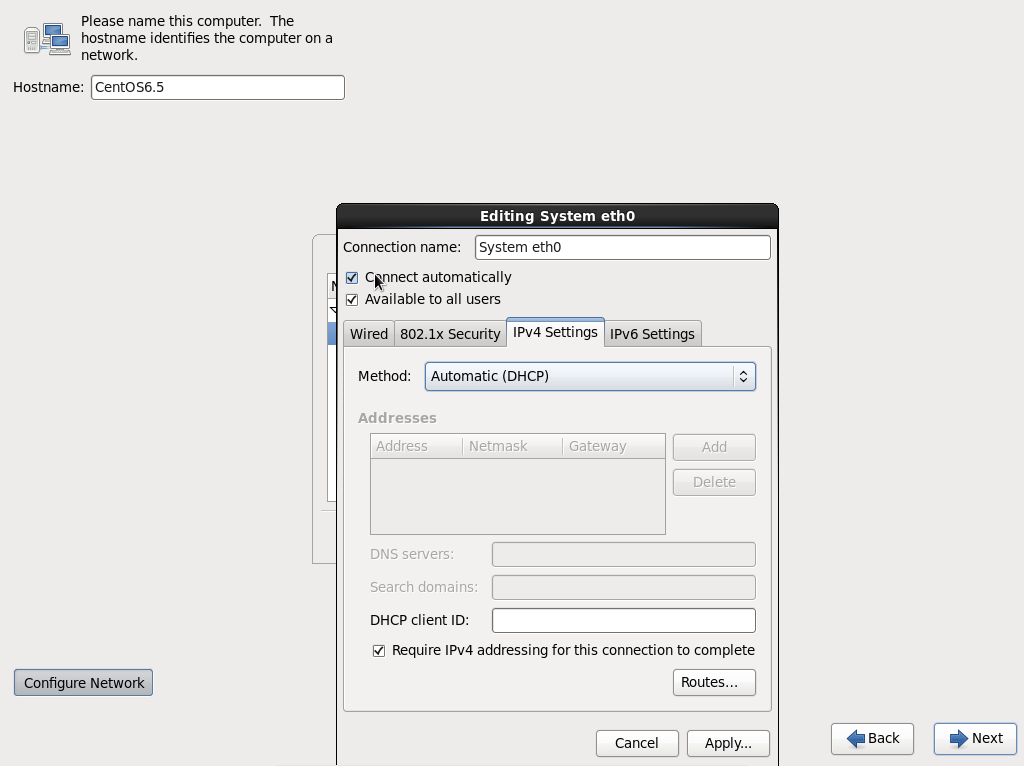 Please name this computer.  The
hostname identifies the computer on a
network.
Hostname: CentOS6.5
Editing System eth0
Connection name: System eth0
Connect automatically
Available to all users
Wired 802.1x Security IPv4 Settings IPv6 Settings
Method: Automatic (DHCP)
Addresses
Address Netmask Gateway Add
Delete
DNS servers:
Search domains:
DHCP client ID:
Require IPv4 addressing for this connection to complete
Routes...
Configure Network
Cancel Apply... Back Next